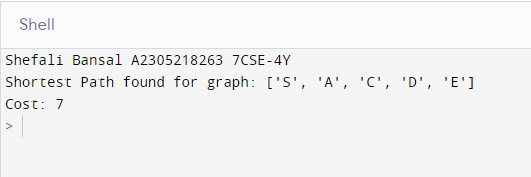 Shell
Shefali Bansal A2305218263 7CSE-4Y
Shortest Path found for graph: ['S', 'A', 'C', 'D', 'E']
Cost: 7
>